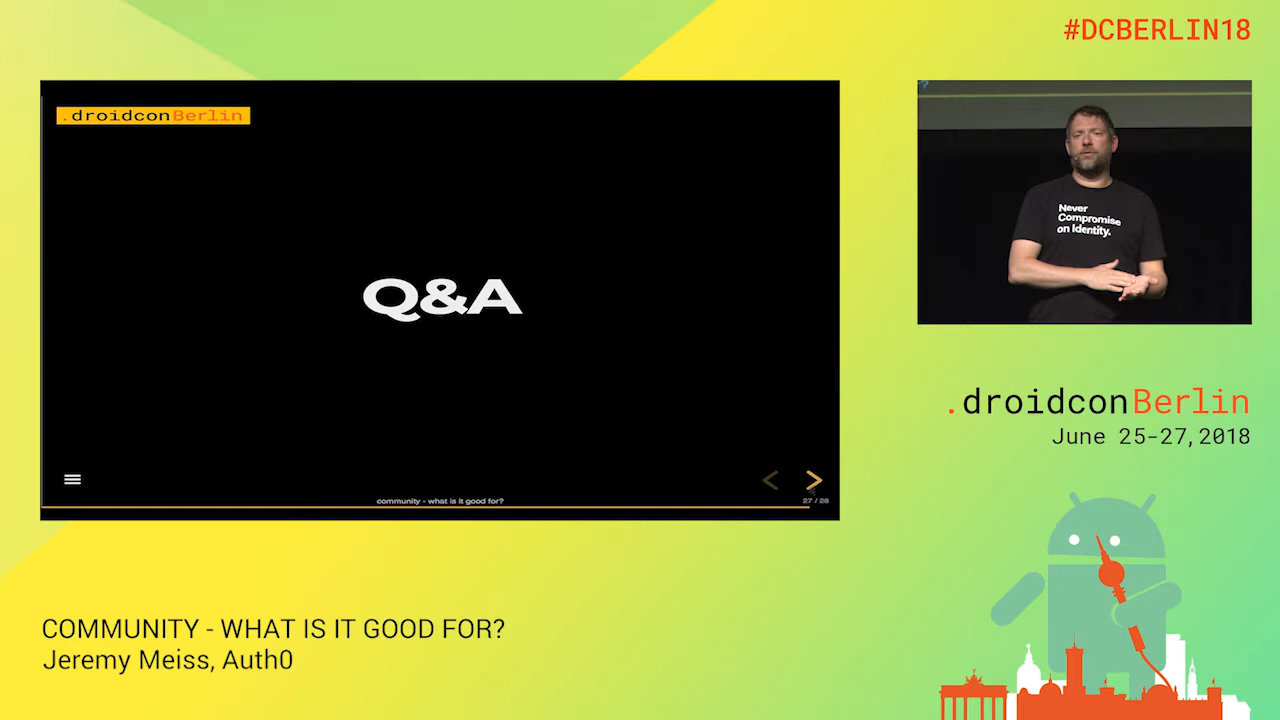 #DCBERLIN18
.droidconBerlin
Q&A
community - what is it good for?
27 / 28
Never
Compromise
on Identity.
.droidconBerlin
June 25-27, 2018
COMMUNITY - WHAT IS IT GOOD FOR?
Jeremy Meiss, Auth0